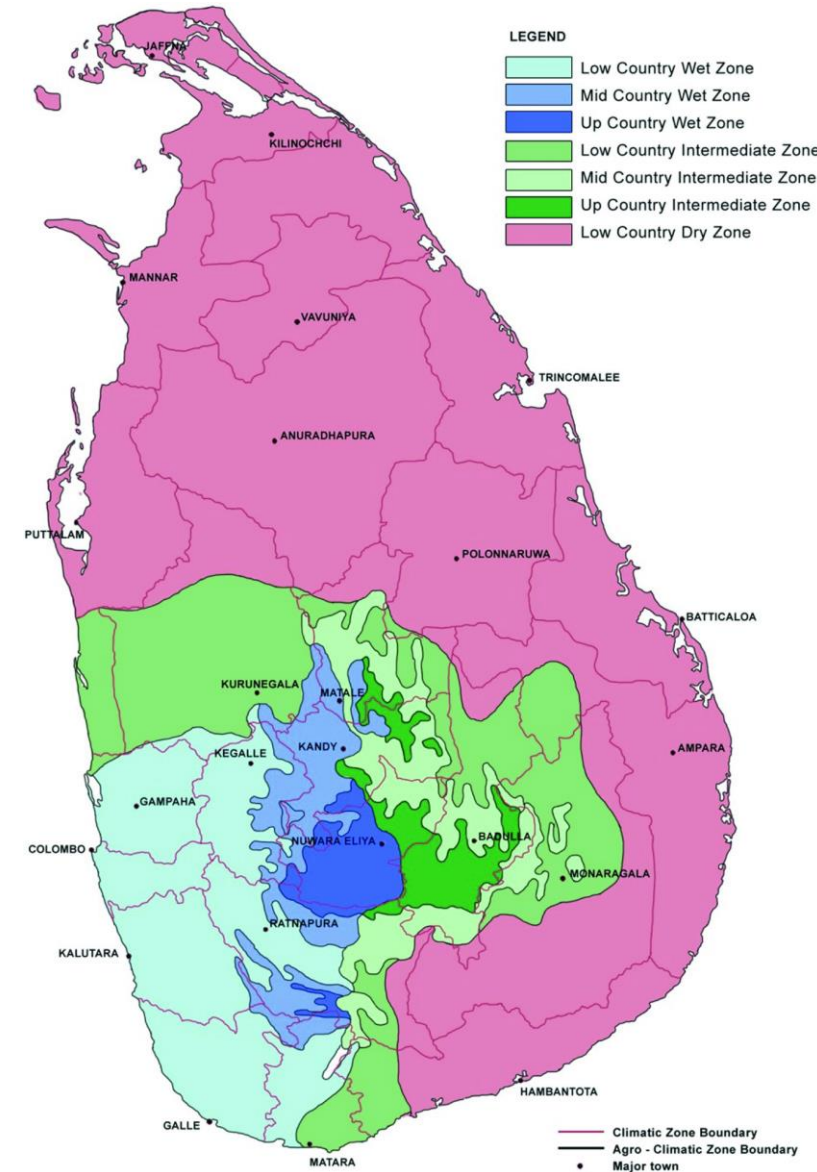 LEGEND
Low Country Wet Zone
Mid Country Wet Zone
Up Country Wet Zone
Low Country Intermediate Zone
Mid Country Intermediate Zone
Up Country Intermediate Zone
Low Country Dry Zone
JAFFNA
KILINOCHCHI
MANNAR
VAVUNIYA
TRINCOMALEE
ANURADHAPURA
PUTTALAM
POLONNARUWA
BATTICALOA
KURUNEGALA
MATALE
KANDY
KEGALLE
AMPARA
GAMPAHA
COLOMBO
NUWARA ELIYA
BADULLA
MONARAGALA
RATNAPURA
KALUTARA
HAMBANTOTA
GALLE
MATARA
Climatic Zone Boundary
Agro - Climatic Zone Boundary
Major town